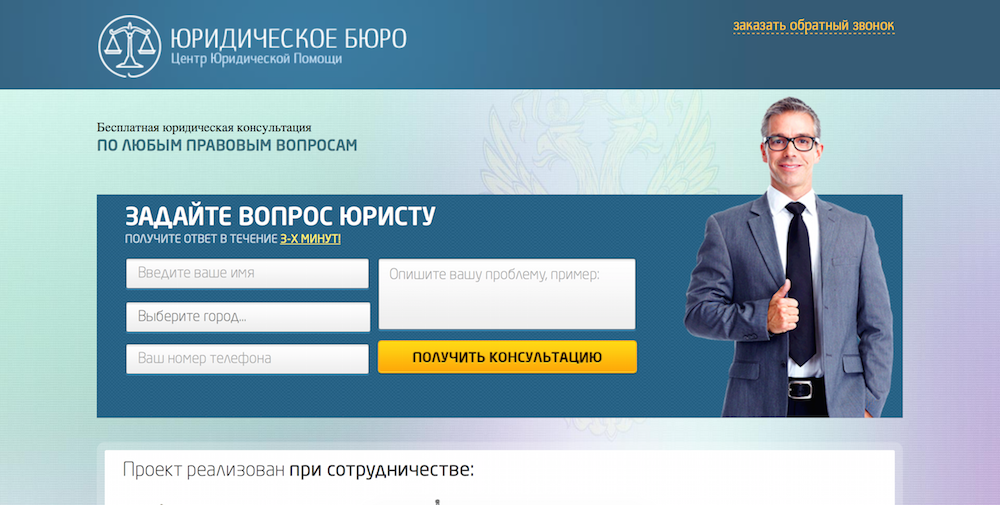 ЮРИДИЧЕСКОЕ БЮРО
Центр Юридической Помощи
заказать обратный звонок
Бесплатная юридическая консультация
ПО ЛЮБЫМ ПРАВОВЫМ ВОПРОСАМ
ЗАДАЙТЕ ВОПРОС ЮРИСТУ
ПОЛУЧИТЕ ОТВЕТ В ТЕЧЕНИЕ 3-Х МИНУТ!
Введите ваше имя
Опишите вашу проблему, пример:
Выберите город...
Ваш номер телефона
ПОЛУЧИТЬ КОНСУЛЬТАЦИЮ
Проект реализован при сотрудничестве: